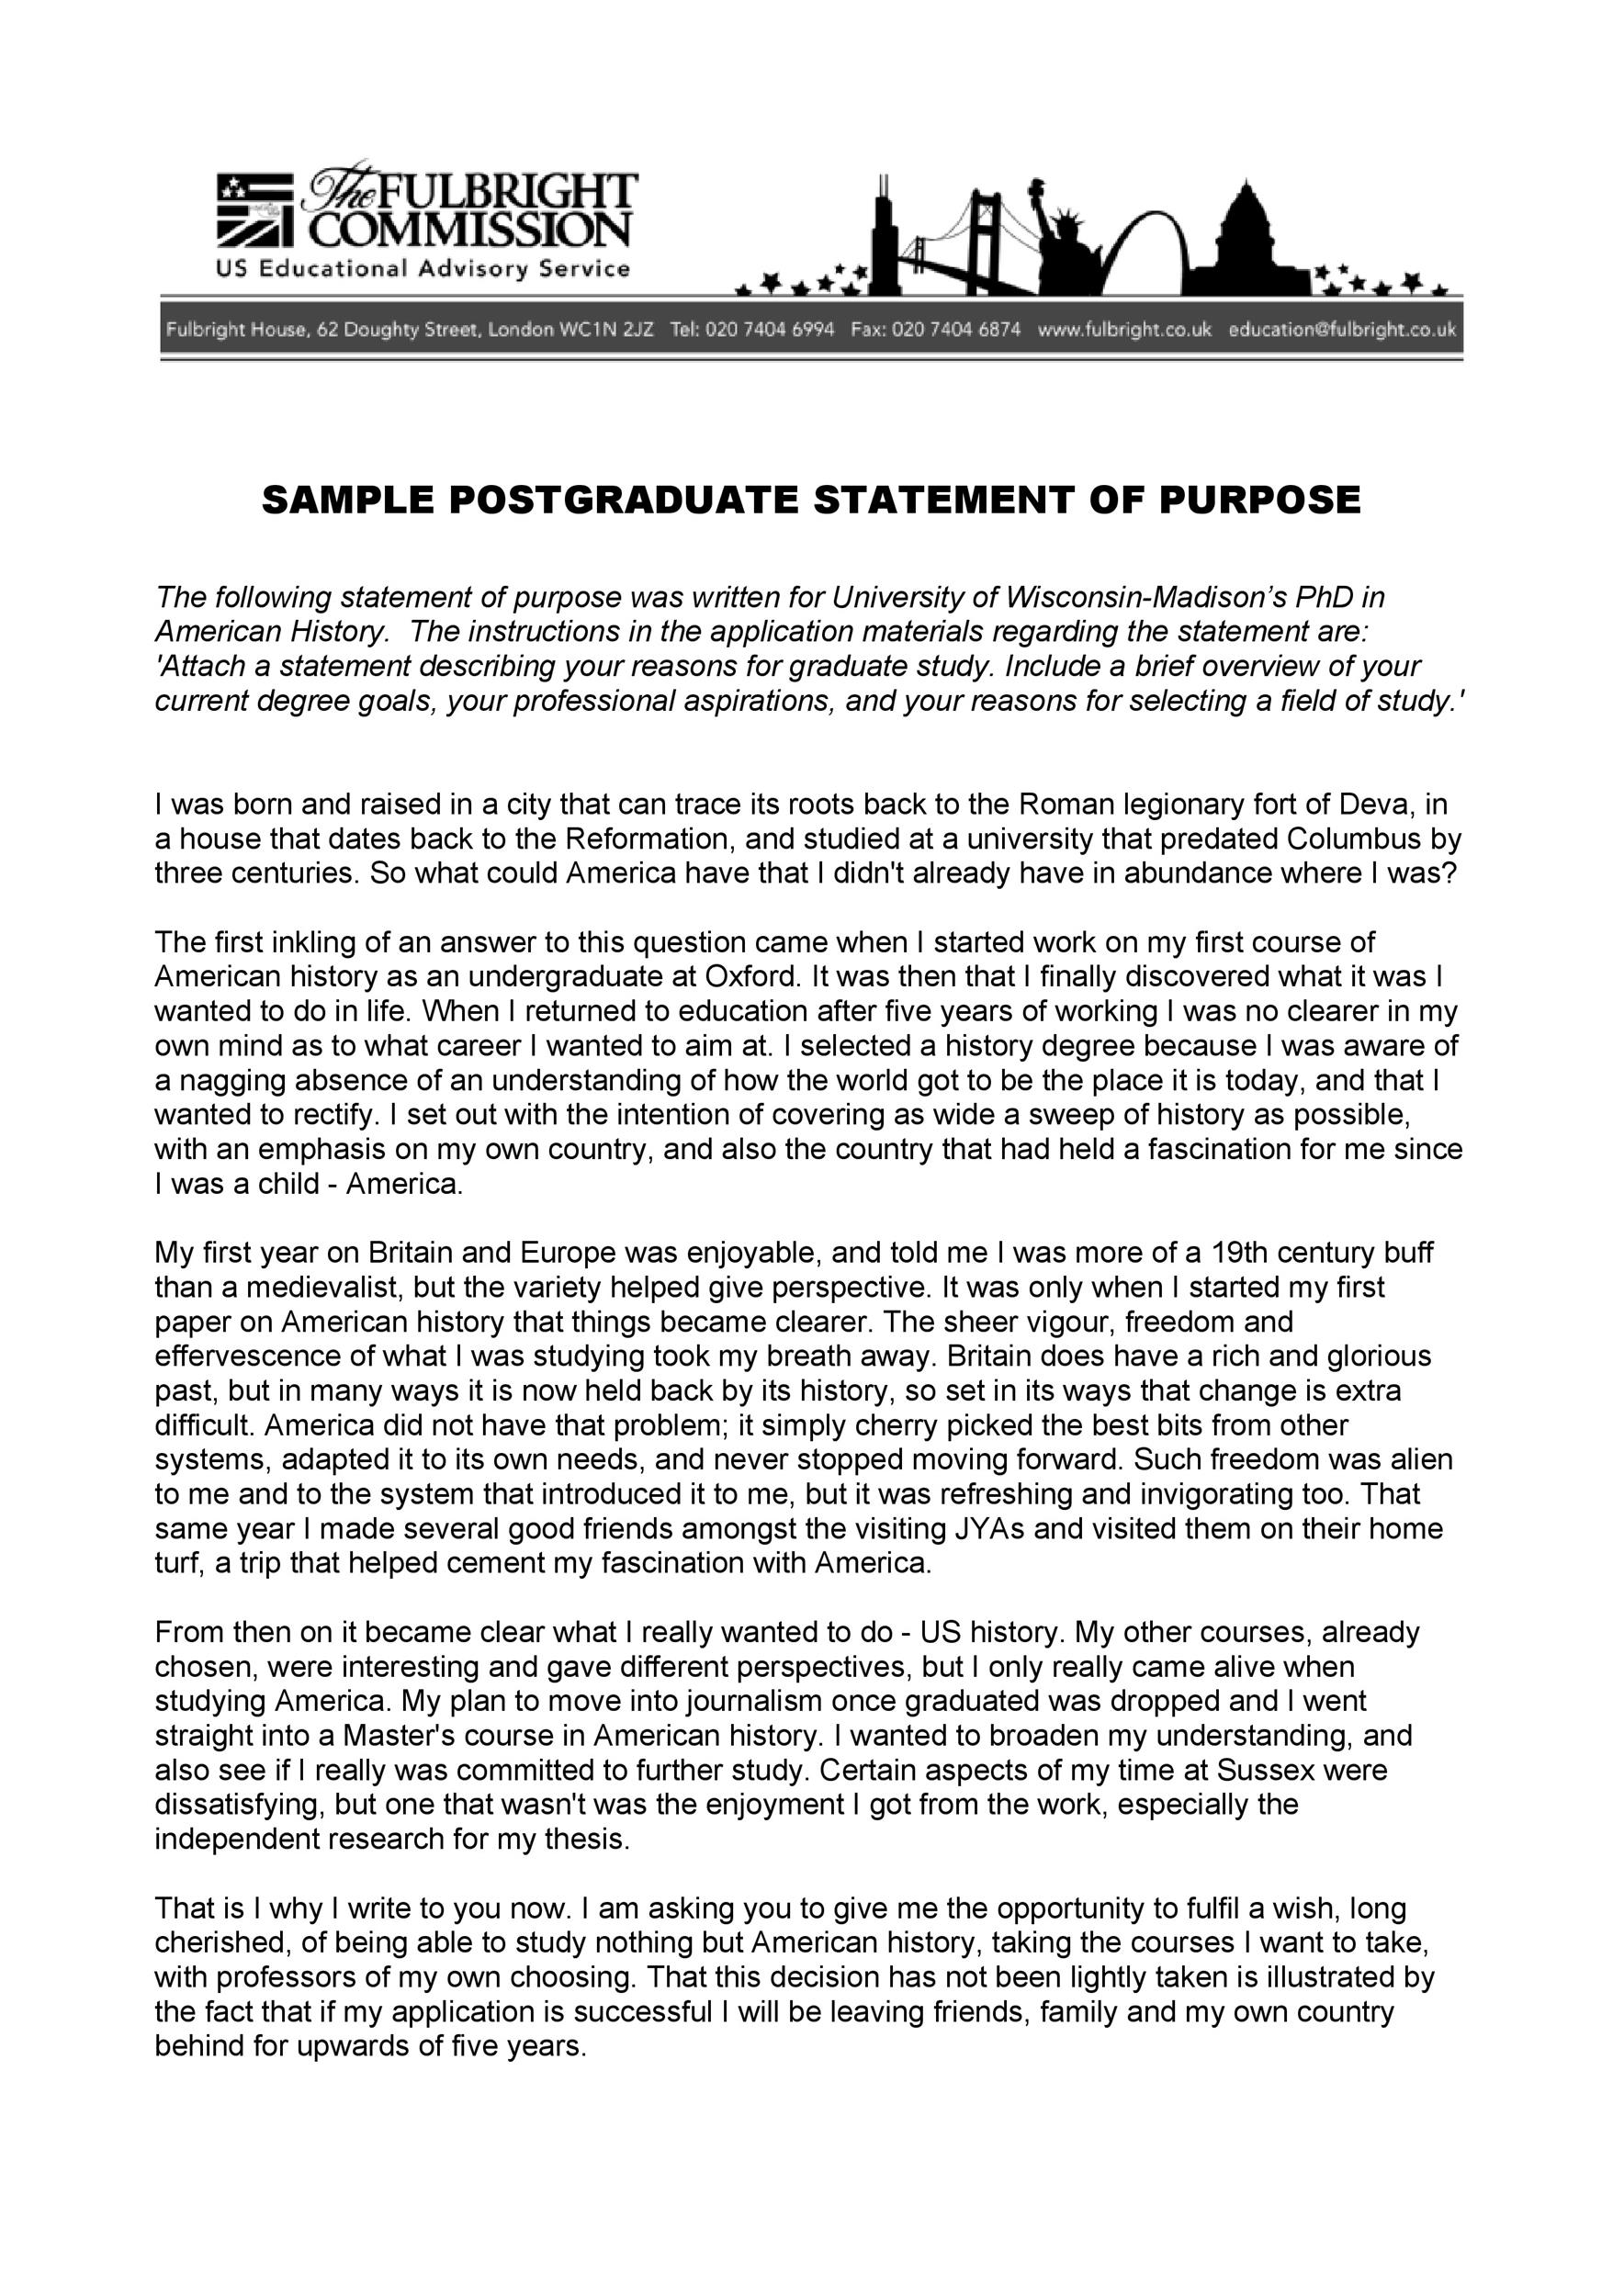 The FULBRIGHT
COMMISSION
US Educational Advisory Service
Fulbright House, 62 Doughty Street, London WC1N 2JZ Tel: 020 7404 6994 Fax: 020 7404 6874 www.fulbright.co.uk education@fulbright.co.uk
SAMPLE POSTGRADUATE STATEMENT OF PURPOSE
The following statement of purpose was written for University of Wisconsin-Madison’s PhD in
American History.  The instructions in the application materials regarding the statement are:
'Attach a statement describing your reasons for graduate study. Include a brief overview of your
current degree goals, your professional aspirations, and your reasons for selecting a field of study.'
I was born and raised in a city that can trace its roots back to the Roman legionary fort of Deva, in
a house that dates back to the Reformation, and studied at a university that predated Columbus by
three centuries. So what could America have that I didn't already have in abundance where I was?
The first inkling of an answer to this question came when I started work on my first course of
American history as an undergraduate at Oxford. It was then that I finally discovered what it was I
wanted to do in life. When I returned to education after five years of working I was no clearer in my
own mind as to what career I wanted to aim at. I selected a history degree because I was aware of
a nagging absence of an understanding of how the world got to be the place it is today, and that I
wanted to rectify. I set out with the intention of covering as wide a sweep of history as possible,
with an emphasis on my own country, and also the country that had held a fascination for me since
I was a child - America.
My first year on Britain and Europe was enjoyable, and told me I was more of a 19th century buff
than a medievalist, but the variety helped give perspective. It was only when I started my first
paper on American history that things became clearer. The sheer vigour, freedom and
effervescence of what I was studying took my breath away. Britain does have a rich and glorious
past, but in many ways it is now held back by its history, so set in its ways that change is extra
difficult. America did not have that problem; it simply cherry picked the best bits from other
systems, adapted it to its own needs, and never stopped moving forward. Such freedom was alien
to me and to the system that introduced it to me, but it was refreshing and invigorating too. That
same year I made several good friends amongst the visiting JYAs and visited them on their home
turf, a trip that helped cement my fascination with America.
From then on it became clear what I really wanted to do - US history. My other courses, already
chosen, were interesting and gave different perspectives, but I only really came alive when
studying America. My plan to move into journalism once graduated was dropped and I went
straight into a Master's course in American history. I wanted to broaden my understanding, and
also see if I really was committed to further study. Certain aspects of my time at Sussex were
dissatisfying, but one that wasn't was the enjoyment I got from the work, especially the
independent research for my thesis.
That is I why I write to you now. I am asking you to give me the opportunity to fulfil a wish, long
cherished, of being able to study nothing but American history, taking the courses I want to take,
with professors of my own choosing. That this decision has not been lightly taken is illustrated by
the fact that if my application is successful I will be leaving friends, family and my own country
behind for upwards of five years.